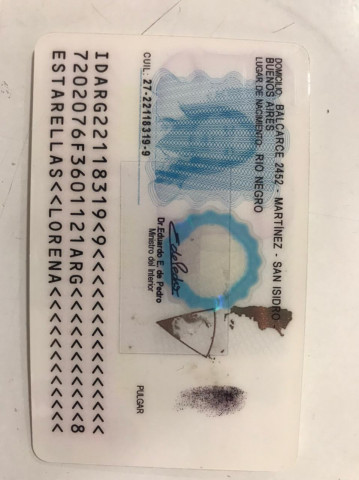 DOMICILIO: BALCARCE 2452 - MARTÍNEZ - SAN ISIDRO
BUENOS AIRES
LUGAR DE NACIMIENTO: RIO NEGRO
CUIL: 27-22118319-9
Dr. Eduardo E. de Pedro
Ministro del Interior
PULGAR
IDARG22118319<9<<<<<<<<<<<<<<<
7202076F3601121ARG<<<<<<<<<<<8
ESTARELLAS<<LORENA<<<<<<<<<<<<